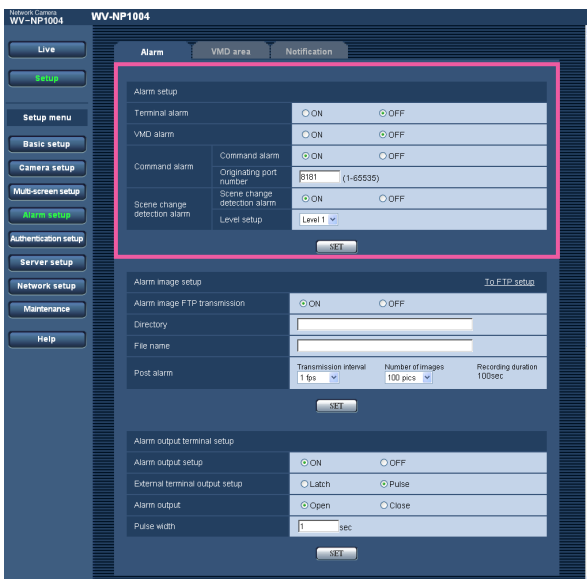 Network Camera
WV-NP1004
WV-NP1004
Live
Setup
Setup menu
Basic setup
Camera setup
Multi-screen setup
Alarm setup
Authentication setup
Server setup
Network setup
Maintenance
Help
Alarm VMD area Notification
Alarm setup
Terminal alarm ON OFF
VMD alarm ON OFF
Command alarm
Command alarm ON OFF
Originating port
number
8181 (1-65535)
Scene change
detection alarm
Scene change
detection alarm
ON OFF
Level setup Level 1
SET
Alarm image setup To FTP setup
Alarm image FTP transmission ON OFF
Directory
File name
Post alarm
Transmission interval Number of images Recording duration
1 fps 100 pics 100sec
SET
Alarm output terminal setup
Alarm output setup ON OFF
External terminal output setup Latch Pulse
Alarm output Open Close
Pulse width 1 sec
SET